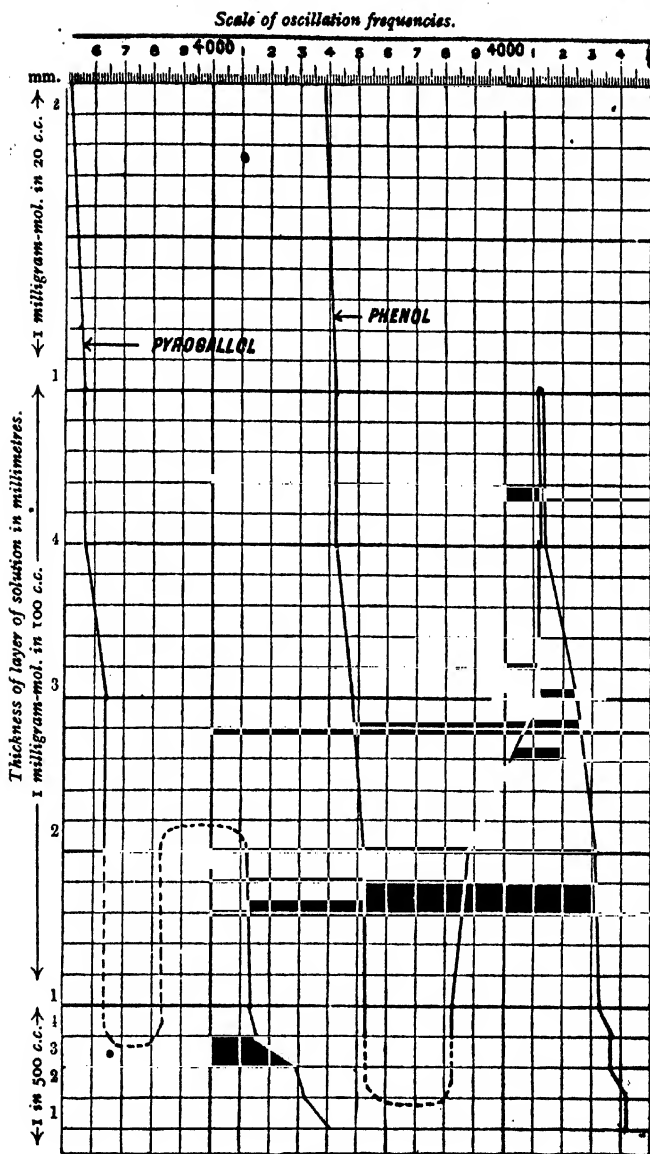 Scale of oscillation frequencies.
6 7 8 9 4000 1 2 3 4 5 6 7 8 9 4000 1 2 3 4
mm.
2
1 milligram-mol. in 20 c.c.
PHENOL
PYROGALLOL
1
Thickness of layer of solution in millimetres.
1 milligram-mol. in 100 c.c.
4
3
2
1
4
3
2
1
1 in 500 c.c.